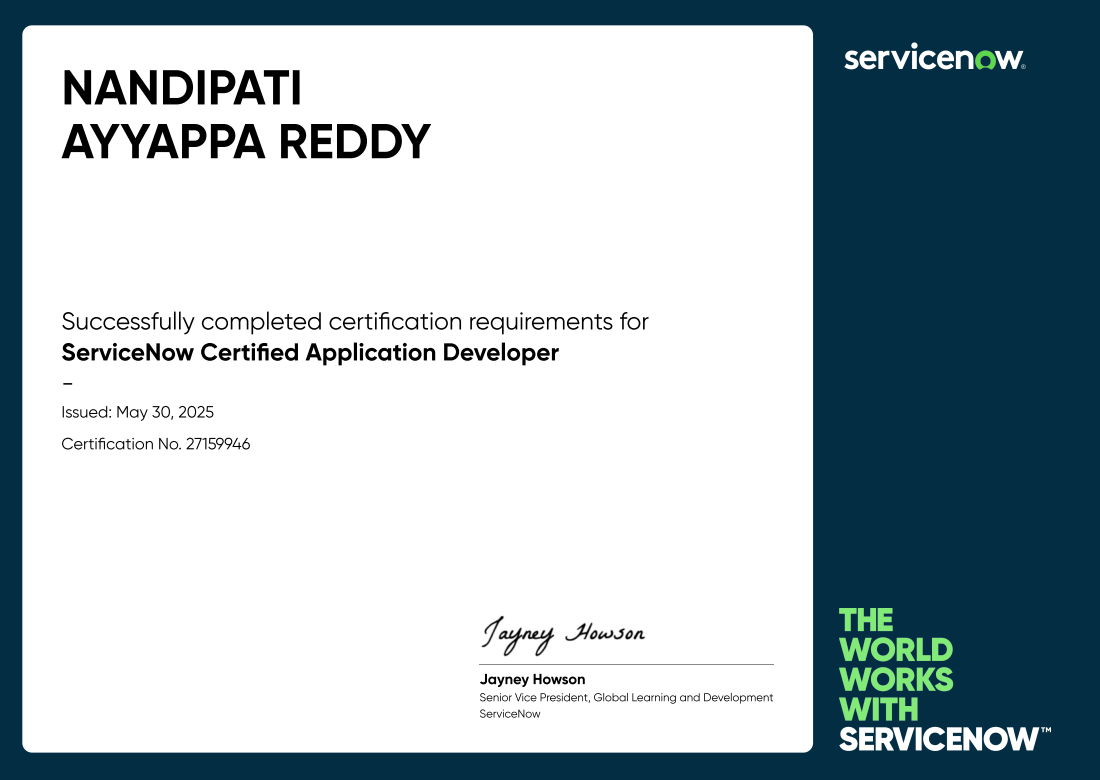 NANDIPATI
AYYAPPA REDDY
Successfully completed certification requirements for
ServiceNow Certified Application Developer
–
Issued: May 30, 2025
Certification No. 27159946
Jayney Howson
Jayney Howson
Senior Vice President, Global Learning and Development
ServiceNow
servicenow®
THE
WORLD
WORKS
WITH
SERVICENOW™